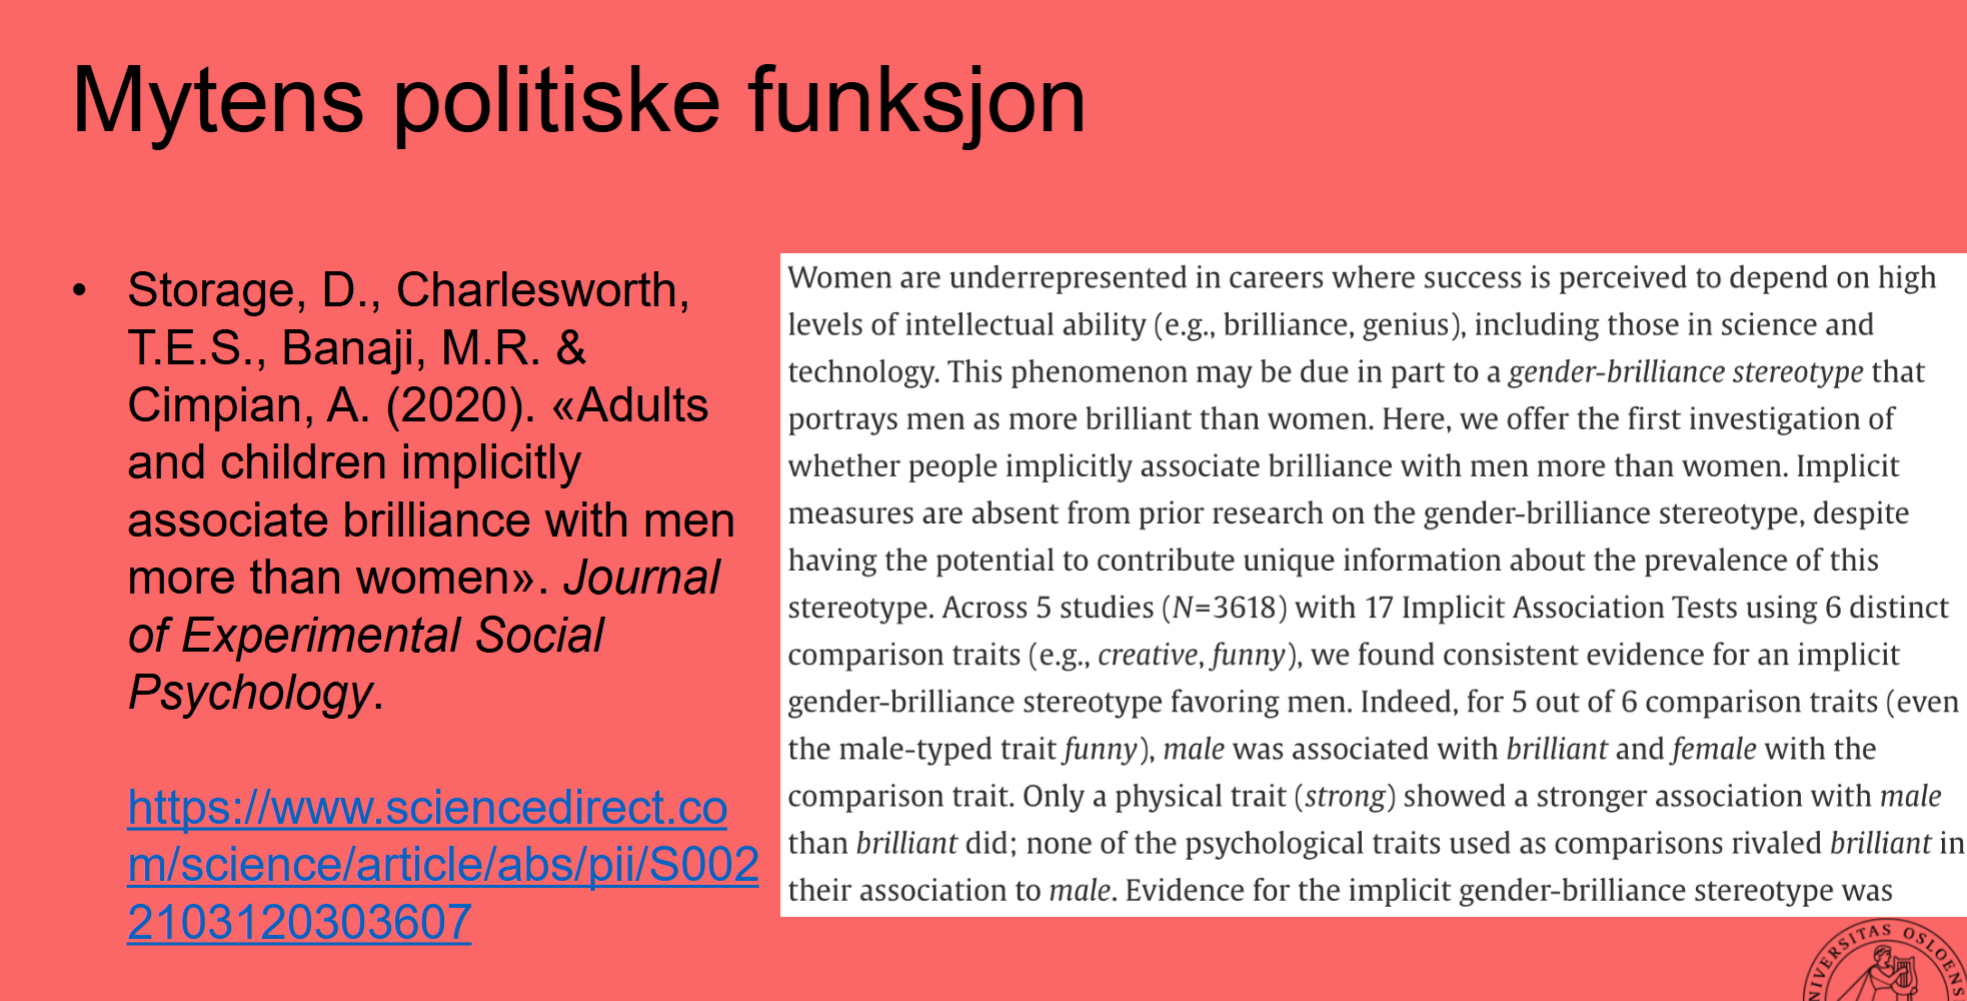 Mytens politiske funksjon
• Storage, D., Charlesworth,
T.E.S., Banaji, M.R. &
Cimpian, A. (2020). «Adults
and children implicitly
associate brilliance with men
more than women». Journal
of Experimental Social
Psychology.
https://www.sciencedirect.co
m/science/article/abs/pii/S002
2103120303607
Women are underrepresented in careers where success is perceived to depend on high
levels of intellectual ability (e.g., brilliance, genius), including those in science and
technology. This phenomenon may be due in part to a gender-brilliance stereotype that
portrays men as more brilliant than women. Here, we offer the first investigation of
whether people implicitly associate brilliance with men more than women. Implicit
measures are absent from prior research on the gender-brilliance stereotype, despite
having the potential to contribute unique information about the prevalence of this
stereotype. Across 5 studies (N=3618) with 17 Implicit Association Tests using 6 distinct
comparison traits (e.g., creative, funny), we found consistent evidence for an implicit
gender-brilliance stereotype favoring men. Indeed, for 5 out of 6 comparison traits (even
the male-typed trait funny), male was associated with brilliant and female with the
comparison trait. Only a physical trait (strong) showed a stronger association with male
than brilliant did; none of the psychological traits used as comparisons rivaled brilliant in
their association to male. Evidence for the implicit gender-brilliance stereotype was
NIVERSITAS OSLOENS